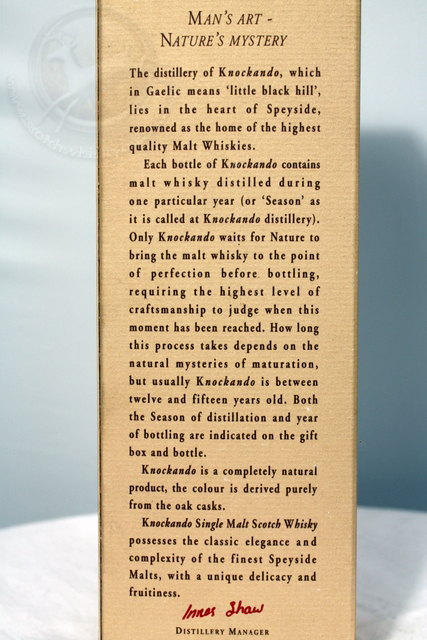 MAN'S ART -
NATURE'S MYSTERY
The distillery of Knockando, which
in Gaelic means 'little black hill',
lies in the heart of Speyside,
renowned as the home of the highest
quality Malt Whiskies.
Each bottle of Knockando contains
malt whisky distilled during
one particular year (or 'Season' as
it is called at Knockando distillery).
Only Knockando waits for Nature to
bring the malt whisky to the point
of perfection before bottling,
requiring the highest level of
craftsmanship to judge when this
moment has been reached. How long
this process takes depends on the
natural mysteries of maturation,
but usually Knockando is between
twelve and fifteen years old. Both
the Season of distillation and year
of bottling are indicated on the gift
box and bottle.
Knockando is a completely natural
product, the colour is derived purely
from the oak casks.
Knockando Single Malt Scotch Whisky
possesses the classic elegance and
complexity of the finest Speyside
Malts, with a unique delicacy and
fruitiness.
Innes Shaw
DISTILLERY MANAGER